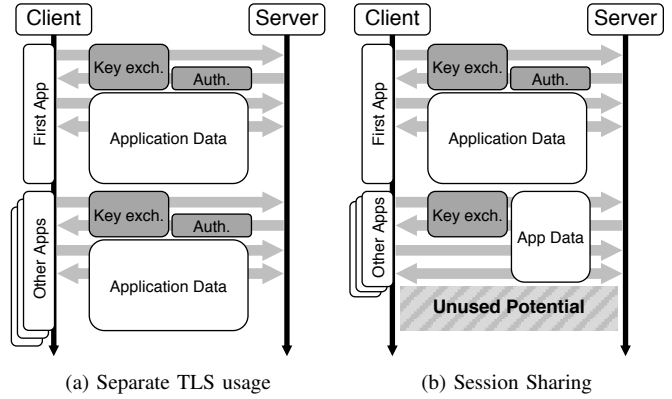 Client Server
First App
Key exch.
Auth.
Application Data
Other Apps
Key exch.
Auth.
Application Data
(a) Separate TLS usage
Client Server
First App
Key exch.
Auth.
Application Data
Other Apps
Key exch.
App Data
Unused Potential
(b) Session Sharing